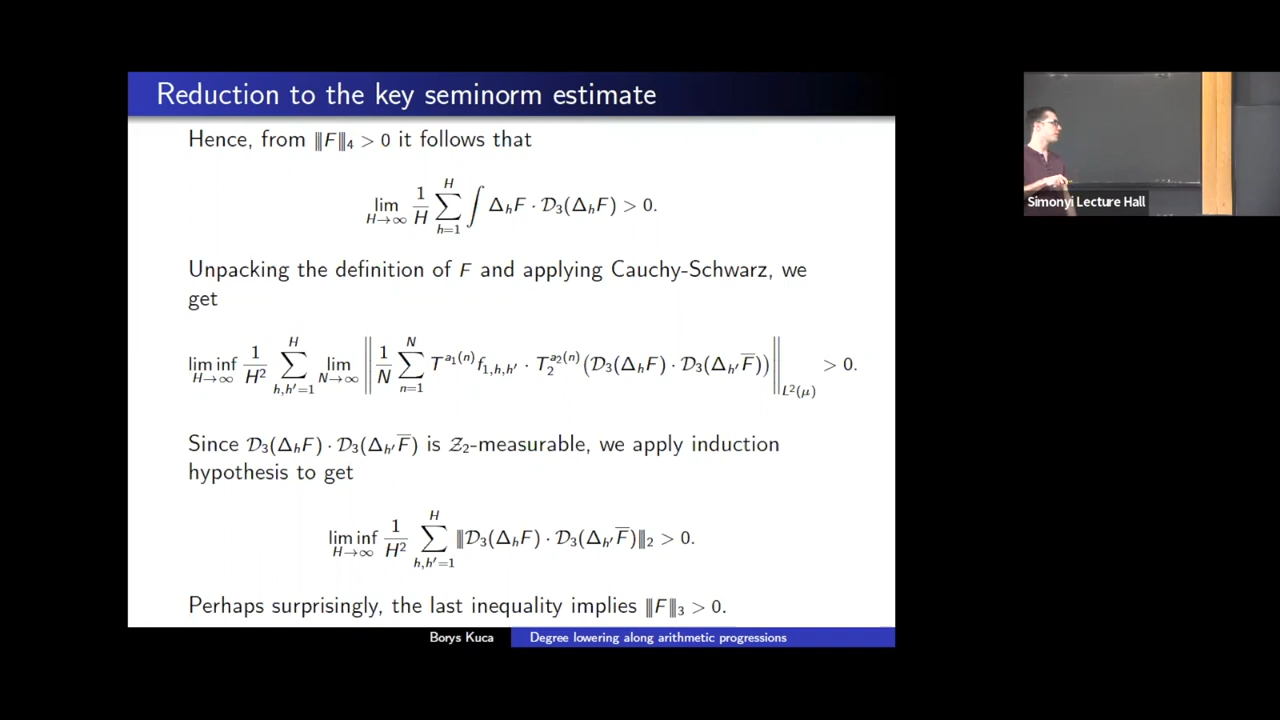 Reduction to the key seminorm estimate
Hence, from ⦀F⦀₄ > 0 it follows that
lim_{H→∞} 1/H ∑_{h=1}^{H} ∫ Δ_h F · 𝒟₃(Δ_h F) > 0.
Unpacking the definition of F and applying Cauchy-Schwarz, we
get
lim inf_{H→∞} 1/H² ∑_{h,h′=1}^{H} lim_{N→∞} ‖ 1/N ∑_{n=1}^{N} T^{a₁(n)} f_{1,h,h′} · T₂^{a₂(n)} (𝒟₃(Δ_h F) · 𝒟₃(Δ_{h′} F̅)) ‖_{L²(μ)} > 0.
Since 𝒟₃(Δ_h F) · 𝒟₃(Δ_{h′} F̅) is 𝒵₂-measurable, we apply induction
hypothesis to get
lim inf_{H→∞} 1/H² ∑_{h,h′=1}^{H} ⦀𝒟₃(Δ_h F) · 𝒟₃(Δ_{h′} F̅)⦀₂ > 0.
Perhaps surprisingly, the last inequality implies ⦀F⦀₃ > 0.
Borys Kuca
Degree lowering along arithmetic progressions
Simonyi Lecture Hall